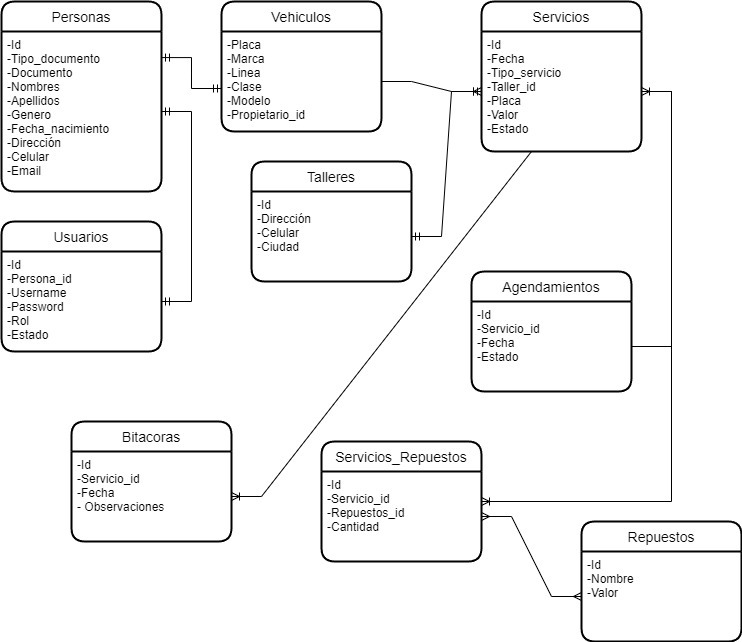 Personas
-Id
-Tipo_documento
-Documento
-Nombres
-Apellidos
-Genero
-Fecha_nacimiento
-Dirección
-Celular
-Email
Vehiculos
-Placa
-Marca
-Linea
-Clase
-Modelo
-Propietario_id
Servicios
-Id
-Fecha
-Tipo_servicio
-Taller_id
-Placa
-Valor
-Estado
Talleres
-Id
-Dirección
-Celular
-Ciudad
Usuarios
-Id
-Persona_id
-Username
-Password
-Rol
-Estado
Agendamientos
-Id
-Servicio_id
-Fecha
-Estado
Bitacoras
-Id
-Servicio_id
-Fecha
- Observaciones
Servicios_Repuestos
-Id
-Servicio_id
-Repuestos_id
-Cantidad
Repuestos
-Id
-Nombre
-Valor